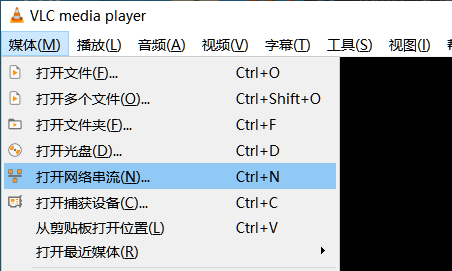 VLC media player
媒体(M) 播放(L) 音频(A) 视频(V) 字幕(T) 工具(S) 视图(I)
打开文件(F)... Ctrl+O
打开多个文件(O)... Ctrl+Shift+O
打开文件夹(F)... Ctrl+F
打开光盘(D)... Ctrl+D
打开网络串流(N)... Ctrl+N
打开捕获设备(C)... Ctrl+C
从剪贴板打开位置(L) Ctrl+V
打开最近媒体(R)